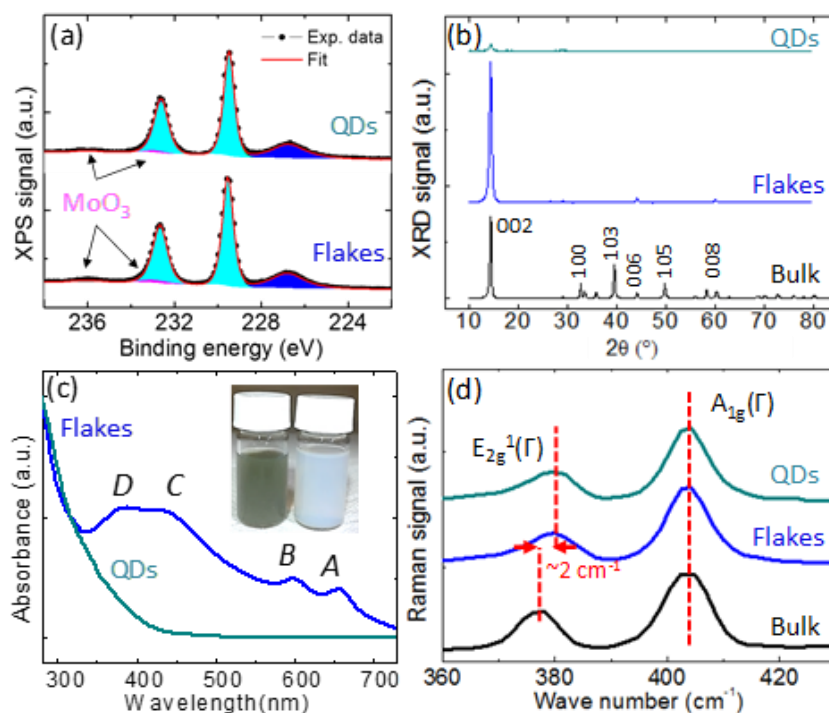 (a)
Exp. data
Fit
QDs
MoO3
Flakes
XPS signal (a.u.)
236 232 228 224
Binding energy (eV)
(b)
QDs
Flakes
Bulk
002
100
103
006
105
008
XRD signal (a.u.)
10 20 30 40 50 60 70 80
2θ (°)
(c)
Flakes
D
C
B
A
QDs
Absorbance (a.u.)
300 400 500 600 700
Wavelength(nm)
(d)
A1g(Γ)
E2g1(Γ)
QDs
Flakes
~2 cm-1
Bulk
Raman signal (a.u.)
360 380 400 420
Wave number (cm-1)